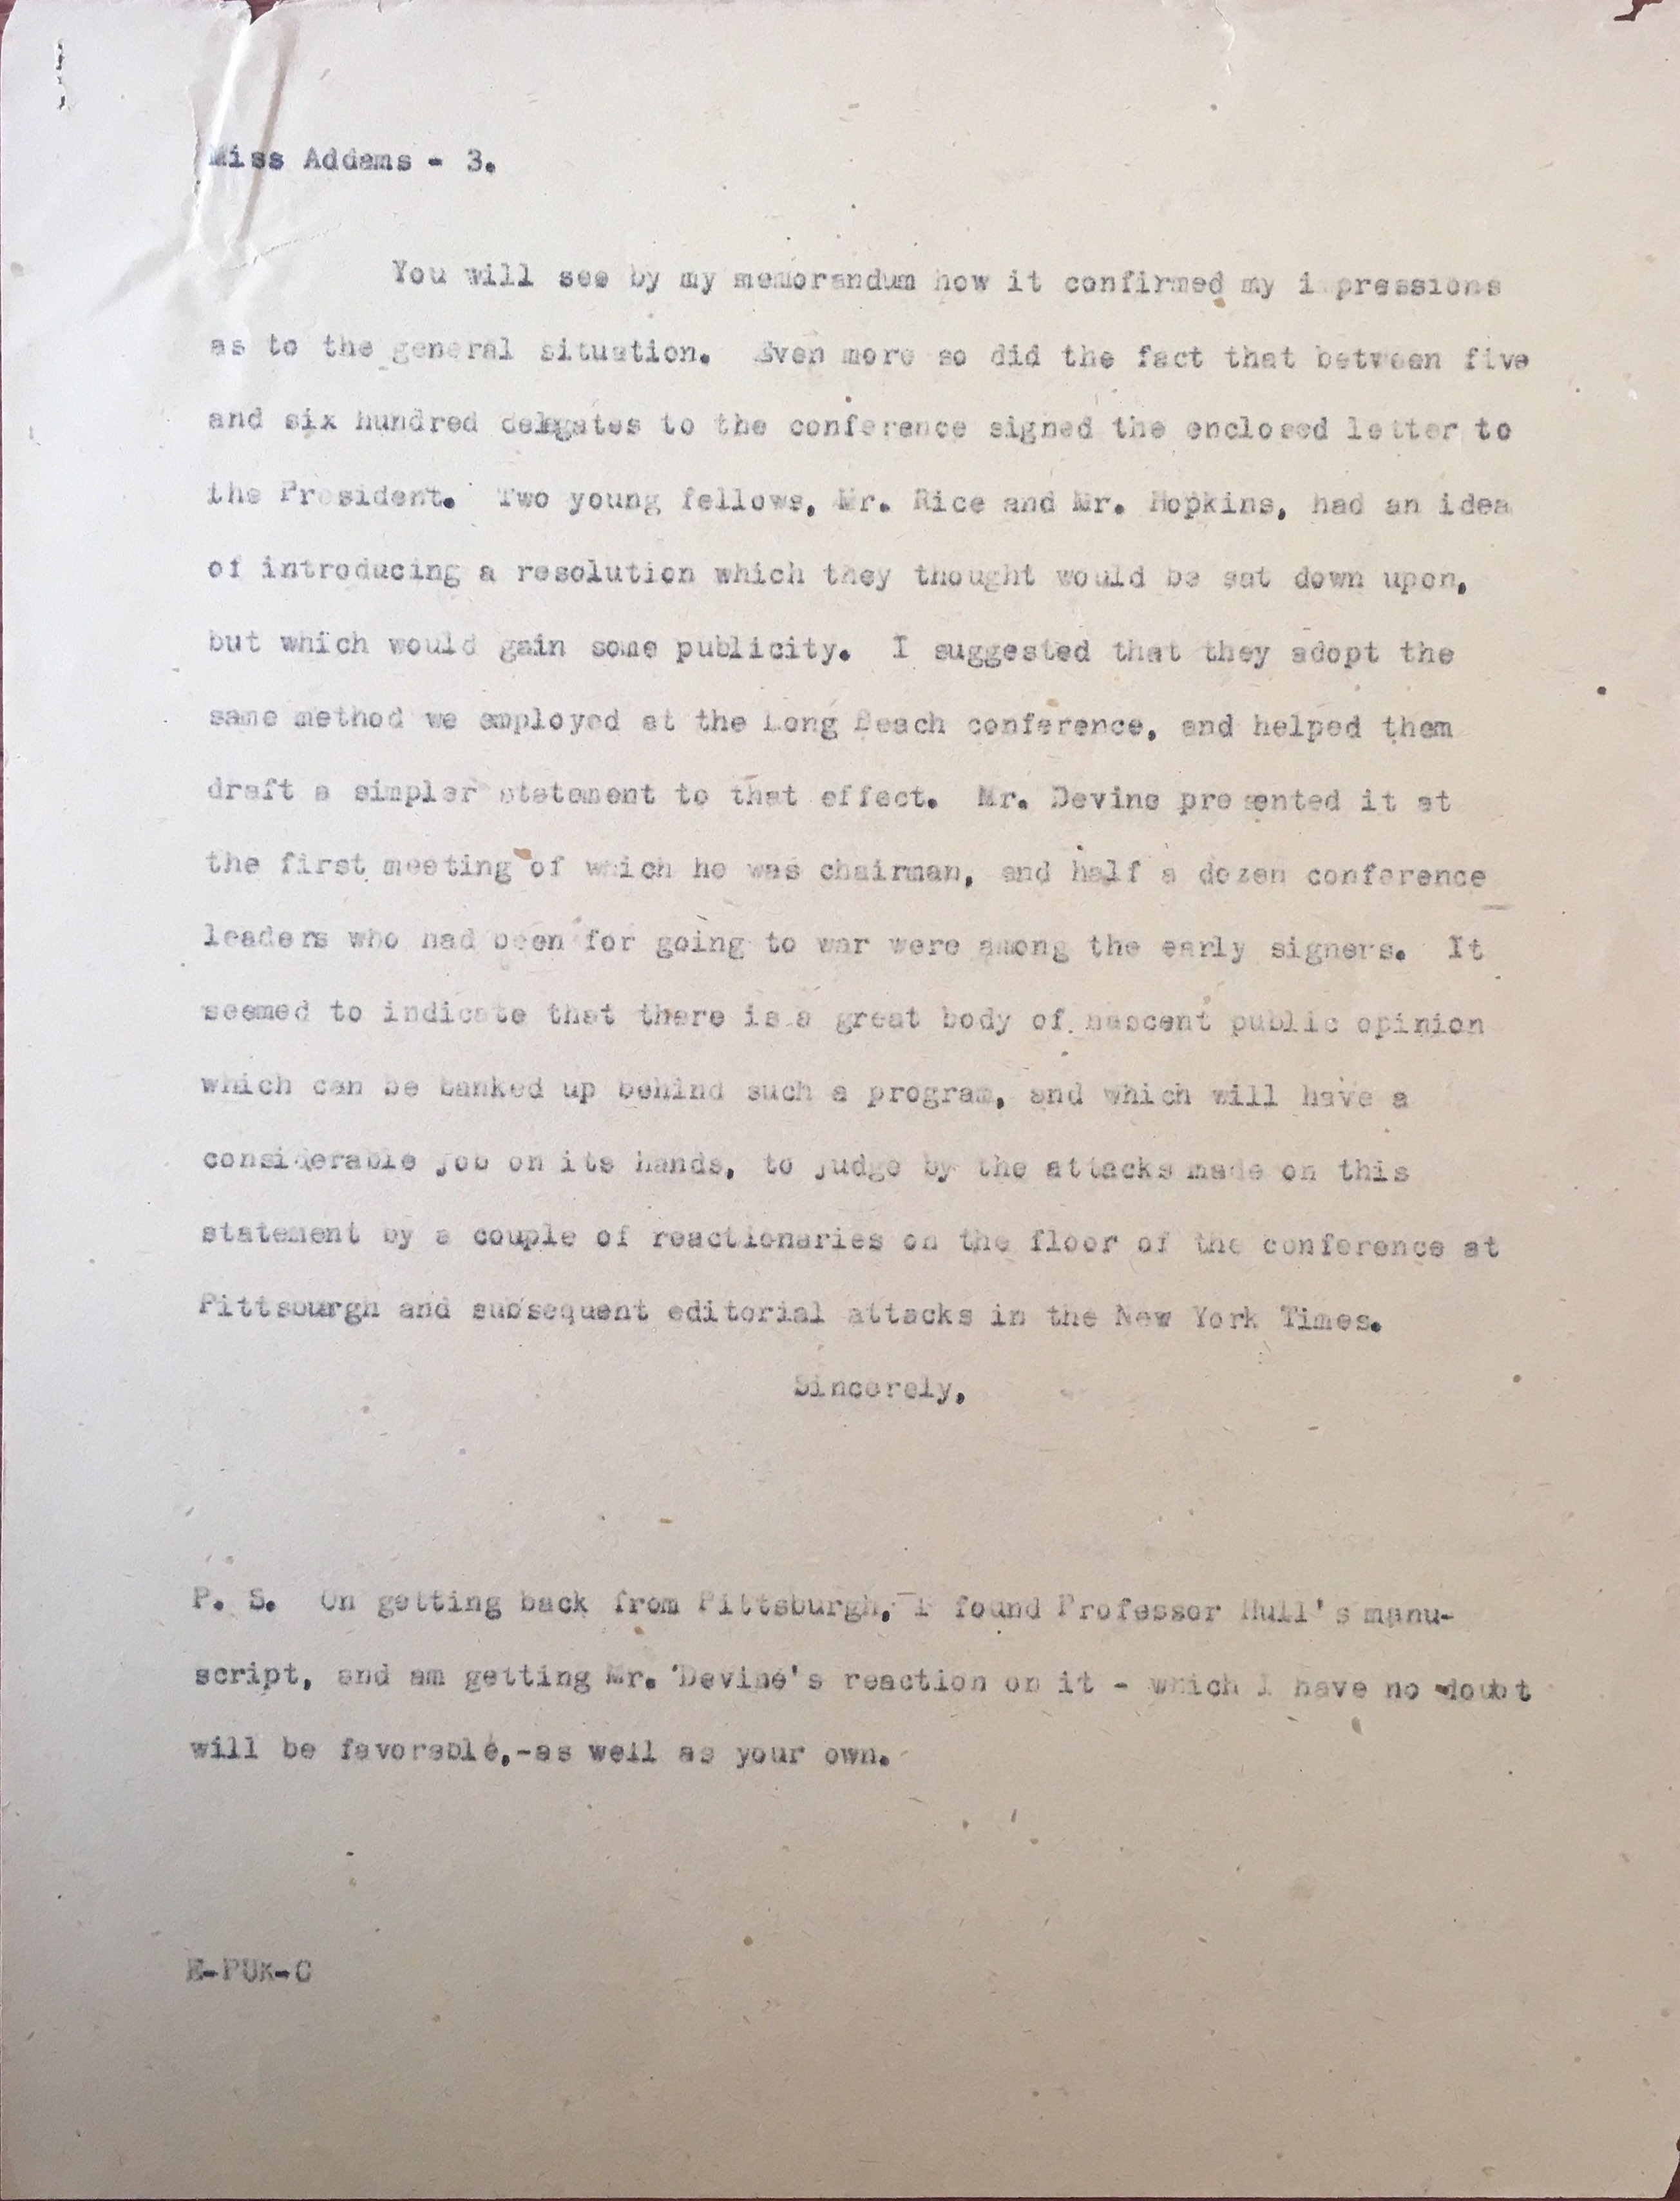 Miss Addams - 3.
You will see by my memorandum how it confirmed my i pressions
as to the general situation. Even more so did the fact that between five
and six hundred delegates to the conference signed the enclosed letter to
the President. Two young fellows, Mr. Rice and Mr. Hopkins, had an idea
of introducing a resolution which they thought would be sat down upon,
but which would gain some publicity. I suggested that they adopt the
same method we employed at the Long Beach conference, and helped them
draft a simpler statement to that effect. Mr. Devine presented it at
the first meeting of which he was chairman, and half a dozen conference
leaders who had been for going to war were among the early signers. It
seemed to indicate that there is a great body of nascent public opinion
which can be banked up behind such a program, and which will have a
considerable job on its hands, to judge by the attacks made on this
statement by a couple of reactionaries on the floor of the conference at
Pittsburgh and subsequent editorial attacks in the New York Times.
Sincerely,
P. S. On getting back from Pittsburgh, I found Professor Hull's manu-
script, and am getting Mr. Devine's reaction on it - which I have no doubt
will be favorable,-as well as your own.
E-PUK-C